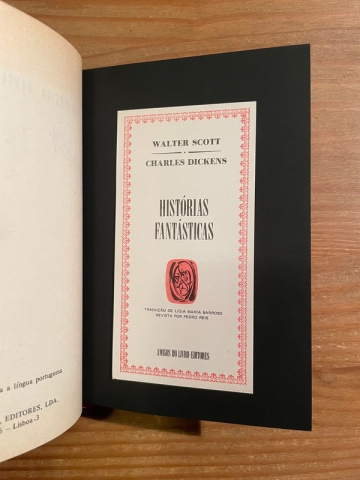 a a língua portuguesa
EDITORES, LDA.
– Lisboa-3
WALTER SCOTT
CHARLES DICKENS
HISTÓRIAS
FANTÁSTICAS
TRADUÇÃO DE LIGIA MARIA BARROSO
REVISTA POR PEDRO REIS
AMIGOS DO LIVRO-EDITORES